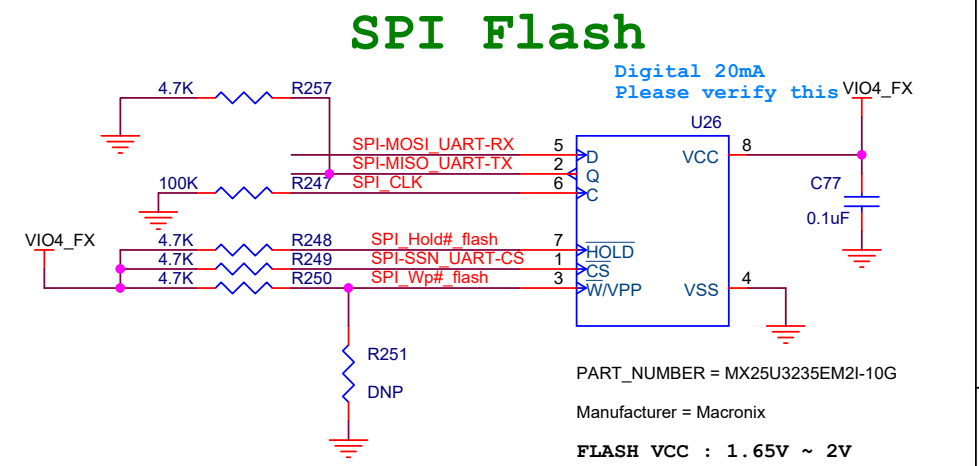 SPI Flash
Digital 20mA
Please verify this
VIO4_FX
4.7K
R257
U26
SPI-MOSI_UART-RX
5
D
VCC
8
SPI-MISO_UART-TX
2
Q
100K
R247
SPI_CLK
6
C
C77
0.1uF
VIO4_FX
4.7K
R248
SPI_Hold#_flash
7
HOLD
4.7K
R249
SPI-SSN_UART-CS
1
CS
4.7K
R250
SPI_Wp#_flash
3
W/VPP
VSS
4
R251
DNP
PART_NUMBER = MX25U3235EM2I-10G
Manufacturer = Macronix
FLASH VCC : 1.65V ~ 2V